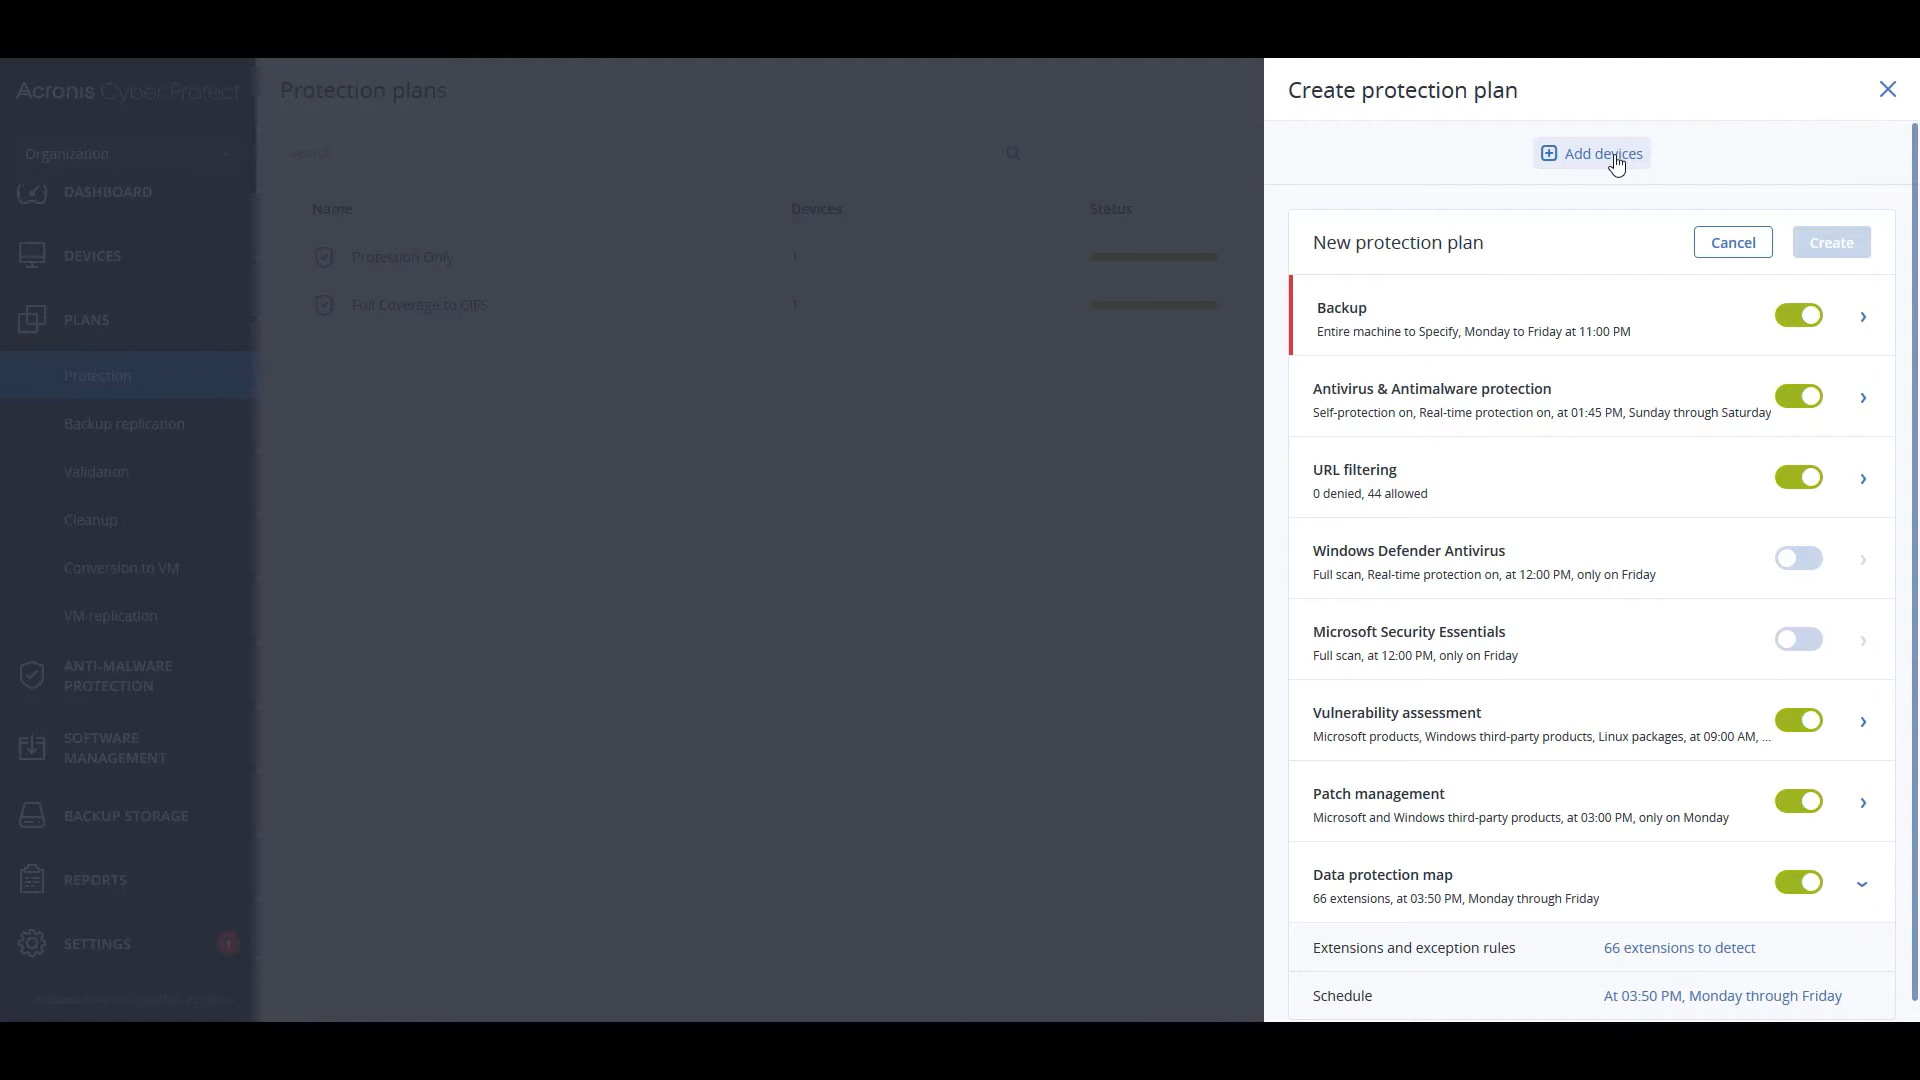 Acronis Cyber Protect
Organization
DASHBOARD
DEVICES
PLANS
Protection
Backup replication
Validation
Cleanup
Conversion to VM
VM replication
ANTI-MALWARE
PROTECTION
SOFTWARE
MANAGEMENT
BACKUP STORAGE
REPORTS
SETTINGS
1
Protection plans
Search
Name Devices Status
Protection Only 1
Full Coverage to CIFS 1
Create protection plan
Add devices
New protection plan
Cancel
Create
Backup
Entire machine to Specify, Monday to Friday at 11:00 PM
Antivirus & Antimalware protection
Self-protection on, Real-time protection on, at 01:45 PM, Sunday through Saturday
URL filtering
0 denied, 44 allowed
Windows Defender Antivirus
Full scan, Real-time protection on, at 12:00 PM, only on Friday
Microsoft Security Essentials
Full scan, at 12:00 PM, only on Friday
Vulnerability assessment
Microsoft products, Windows third-party products, Linux packages, at 09:00 AM, ...
Patch management
Microsoft and Windows third-party products, at 03:00 PM, only on Monday
Data protection map
66 extensions, at 03:50 PM, Monday through Friday
Extensions and exception rules 66 extensions to detect
Schedule At 03:50 PM, Monday through Friday